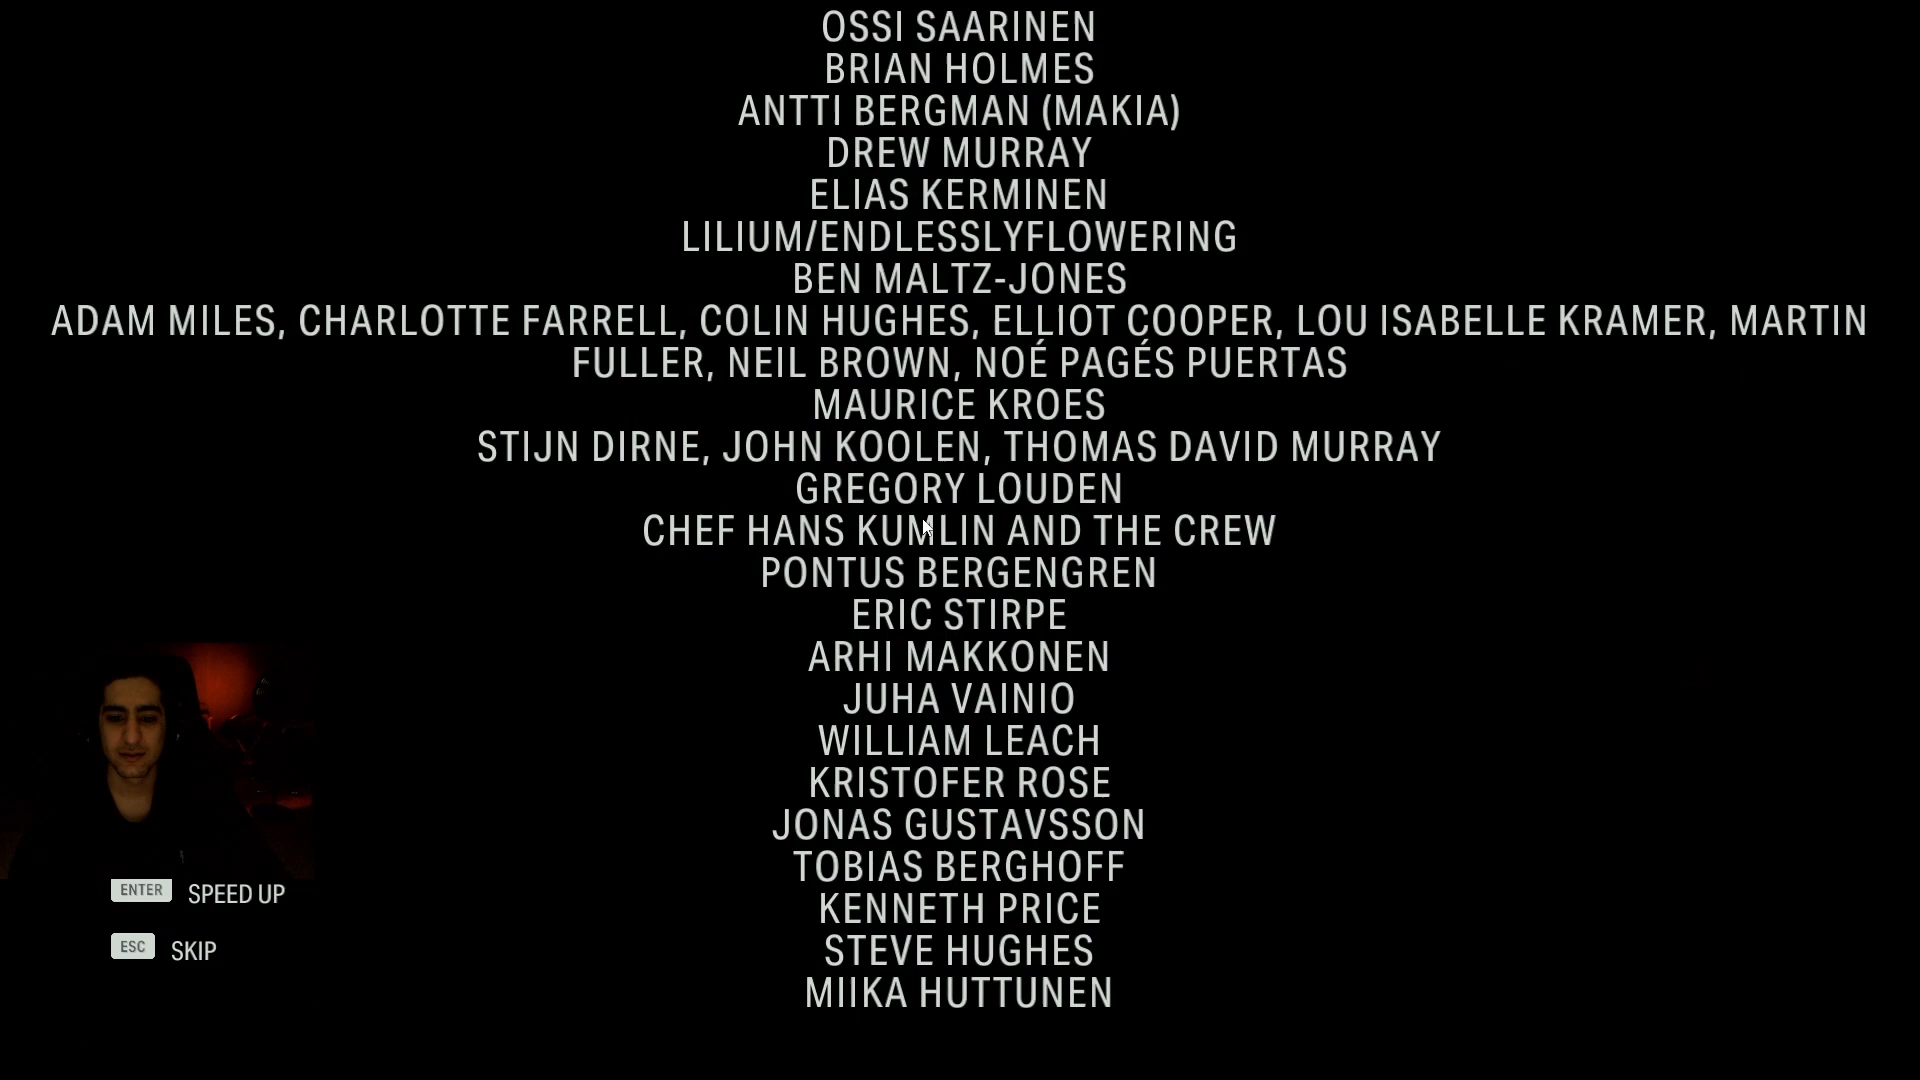 OSSI SAARINEN
BRIAN HOLMES
ANTTI BERGMAN (MAKIA)
DREW MURRAY
ELIAS KERMINEN
LILIUM/ENDLESSLYFLOWERING
BEN MALTZ-JONES
ADAM MILES, CHARLOTTE FARRELL, COLIN HUGHES, ELLIOT COOPER, LOU ISABELLE KRAMER, MARTIN
FULLER, NEIL BROWN, NOÉ PAGÉS PUERTAS
MAURICE KROES
STIJN DIRNE, JOHN KOOLEN, THOMAS DAVID MURRAY
GREGORY LOUDEN
CHEF HANS KUMLIN AND THE CREW
PONTUS BERGENGREN
ERIC STIRPE
ARHI MAKKONEN
JUHA VAINIO
WILLIAM LEACH
KRISTOFER ROSE
JONAS GUSTAVSSON
TOBIAS BERGHOFF
KENNETH PRICE
STEVE HUGHES
MIIKA HUTTUNEN
ENTER SPEED UP
ESC SKIP